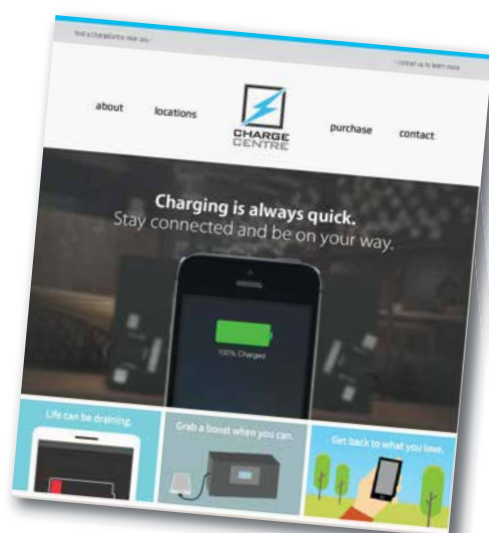 find a ChargeCentre near you
contact us to learn more
about
locations
CHARGE
CENTRE
purchase
contact
Charging is always quick.
Stay connected and be on your way.
100% Charged
Life can be draining.
Grab a boost when you can.
Get back to what you love.